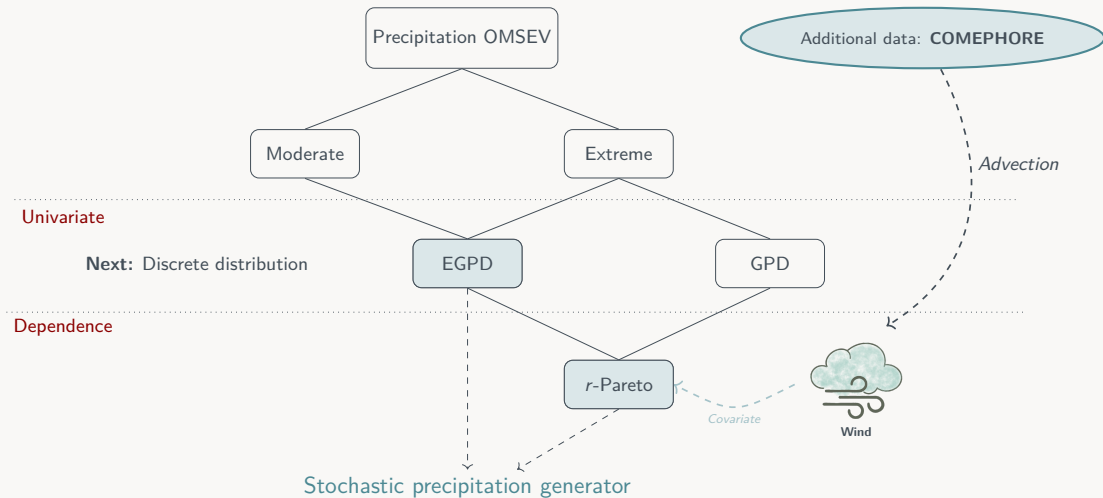 Precipitation OMSEV
Additional data: COMEPHORE
Moderate
Extreme
Advection
Univariate
Next: Discrete distribution
EGPD
GPD
Dependence
r-Pareto
Covariate
Wind
Stochastic precipitation generator